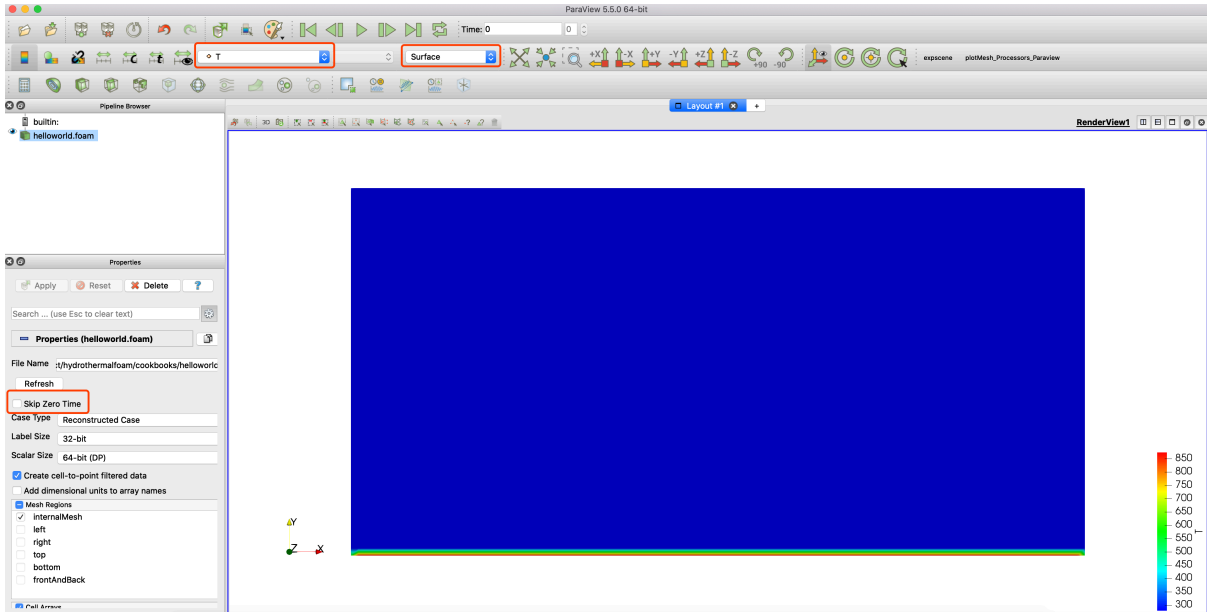 ParaView 5.5.0 64-bit
Time: 0
0
T
Surface
+X
-X
+Y
-Y
+Z
-Z
+90
-90
expscene
plotMesh_Processors_Paraview
Pipeline Browser
Layout #1
+
builtin:
3D
RenderView1
helloworld.foam
Properties
Apply
Reset
Delete
?
Search ... (use Esc to clear text)
Properties (helloworld.foam)
File Name
:t/hydrothermalfoam/cookbooks/helloworld
Refresh
Skip Zero Time
Case Type
Reconstructed Case
Label Size
32-bit
Scalar Size
64-bit (DP)
Create cell-to-point filtered data
Add dimensional units to array names
Mesh Regions
internalMesh
left
right
top
bottom
frontAndBack
Cell Arrays
Y
Z
X
850
800
750
700
650
600
550
500
450
400
350
300
T